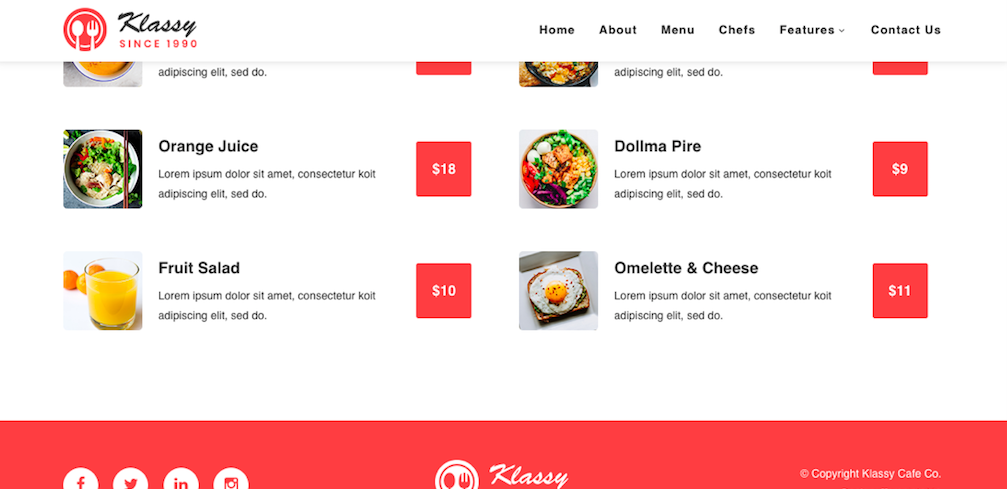 Klassy
SINCE 1990
Home About Menu Chefs Features Contact Us
adipiscing elit, sed do.
adipiscing elit, sed do.
Orange Juice
Lorem ipsum dolor sit amet, consectetur koit
adipiscing elit, sed do.
$18
Dollma Pire
Lorem ipsum dolor sit amet, consectetur koit
adipiscing elit, sed do.
$9
Fruit Salad
Lorem ipsum dolor sit amet, consectetur koit
adipiscing elit, sed do.
$10
Omelette & Cheese
Lorem ipsum dolor sit amet, consectetur koit
adipiscing elit, sed do.
$11
Klassy
© Copyright Klassy Cafe Co.